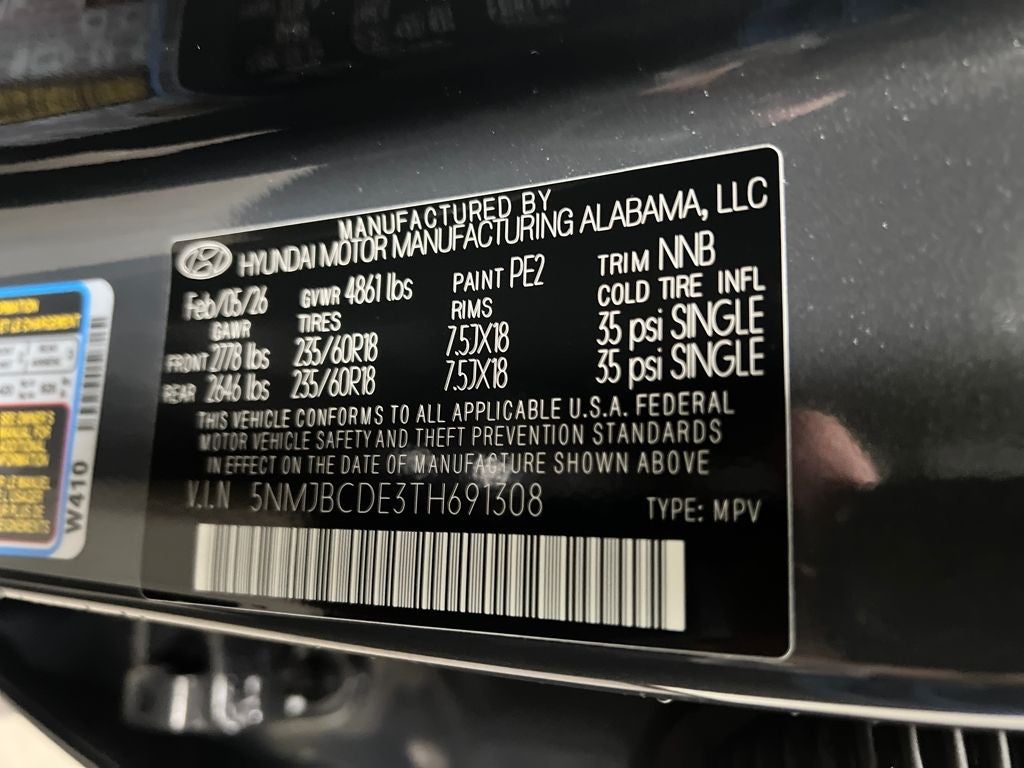 MANUFACTURED BY
HYUNDAI MOTOR MANUFACTURING ALABAMA, LLC
Feb/05/26 GVWR 4861 lbs PAINT PE2 TRIM NNB
GAWR TIRES RIMS COLD TIRE INFL
FRONT 2778 lbs 235/60R18 7.5JX18 35 psi SINGLE
REAR 2646 lbs 235/60R18 7.5JX18 35 psi SINGLE
THIS VEHICLE CONFORMS TO ALL APPLICABLE U.S.A. FEDERAL
MOTOR VEHICLE SAFETY AND THEFT PREVENTION STANDARDS
IN EFFECT ON THE DATE OF MANUFACTURE SHOWN ABOVE
V.I.N 5NMJBCDE3TH691308 TYPE: MPV
W410